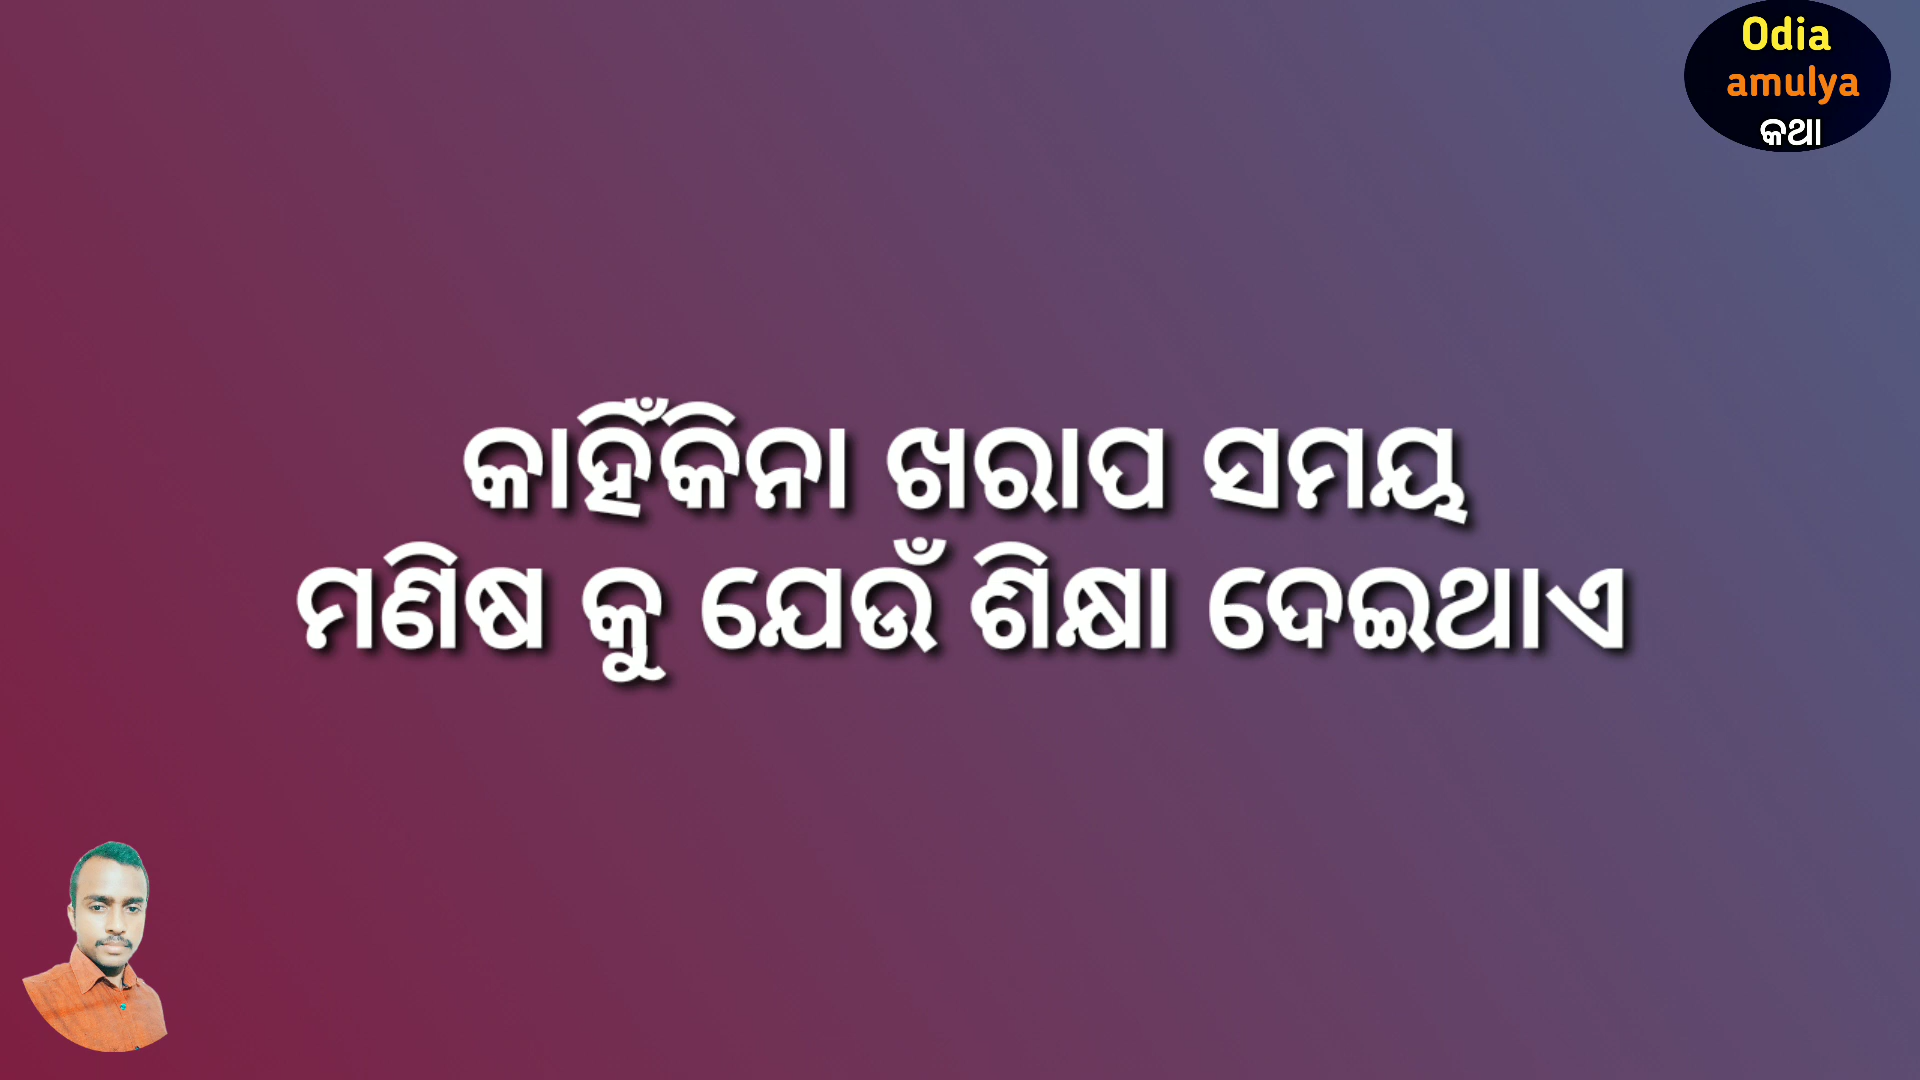 Odia
amulya
କଥା
କାହିଁକିନା ଖରାପ ସମୟ
ମଣିଷ କୁ ଯେଉଁ ଶିକ୍ଷା ଦେଇଥାଏ